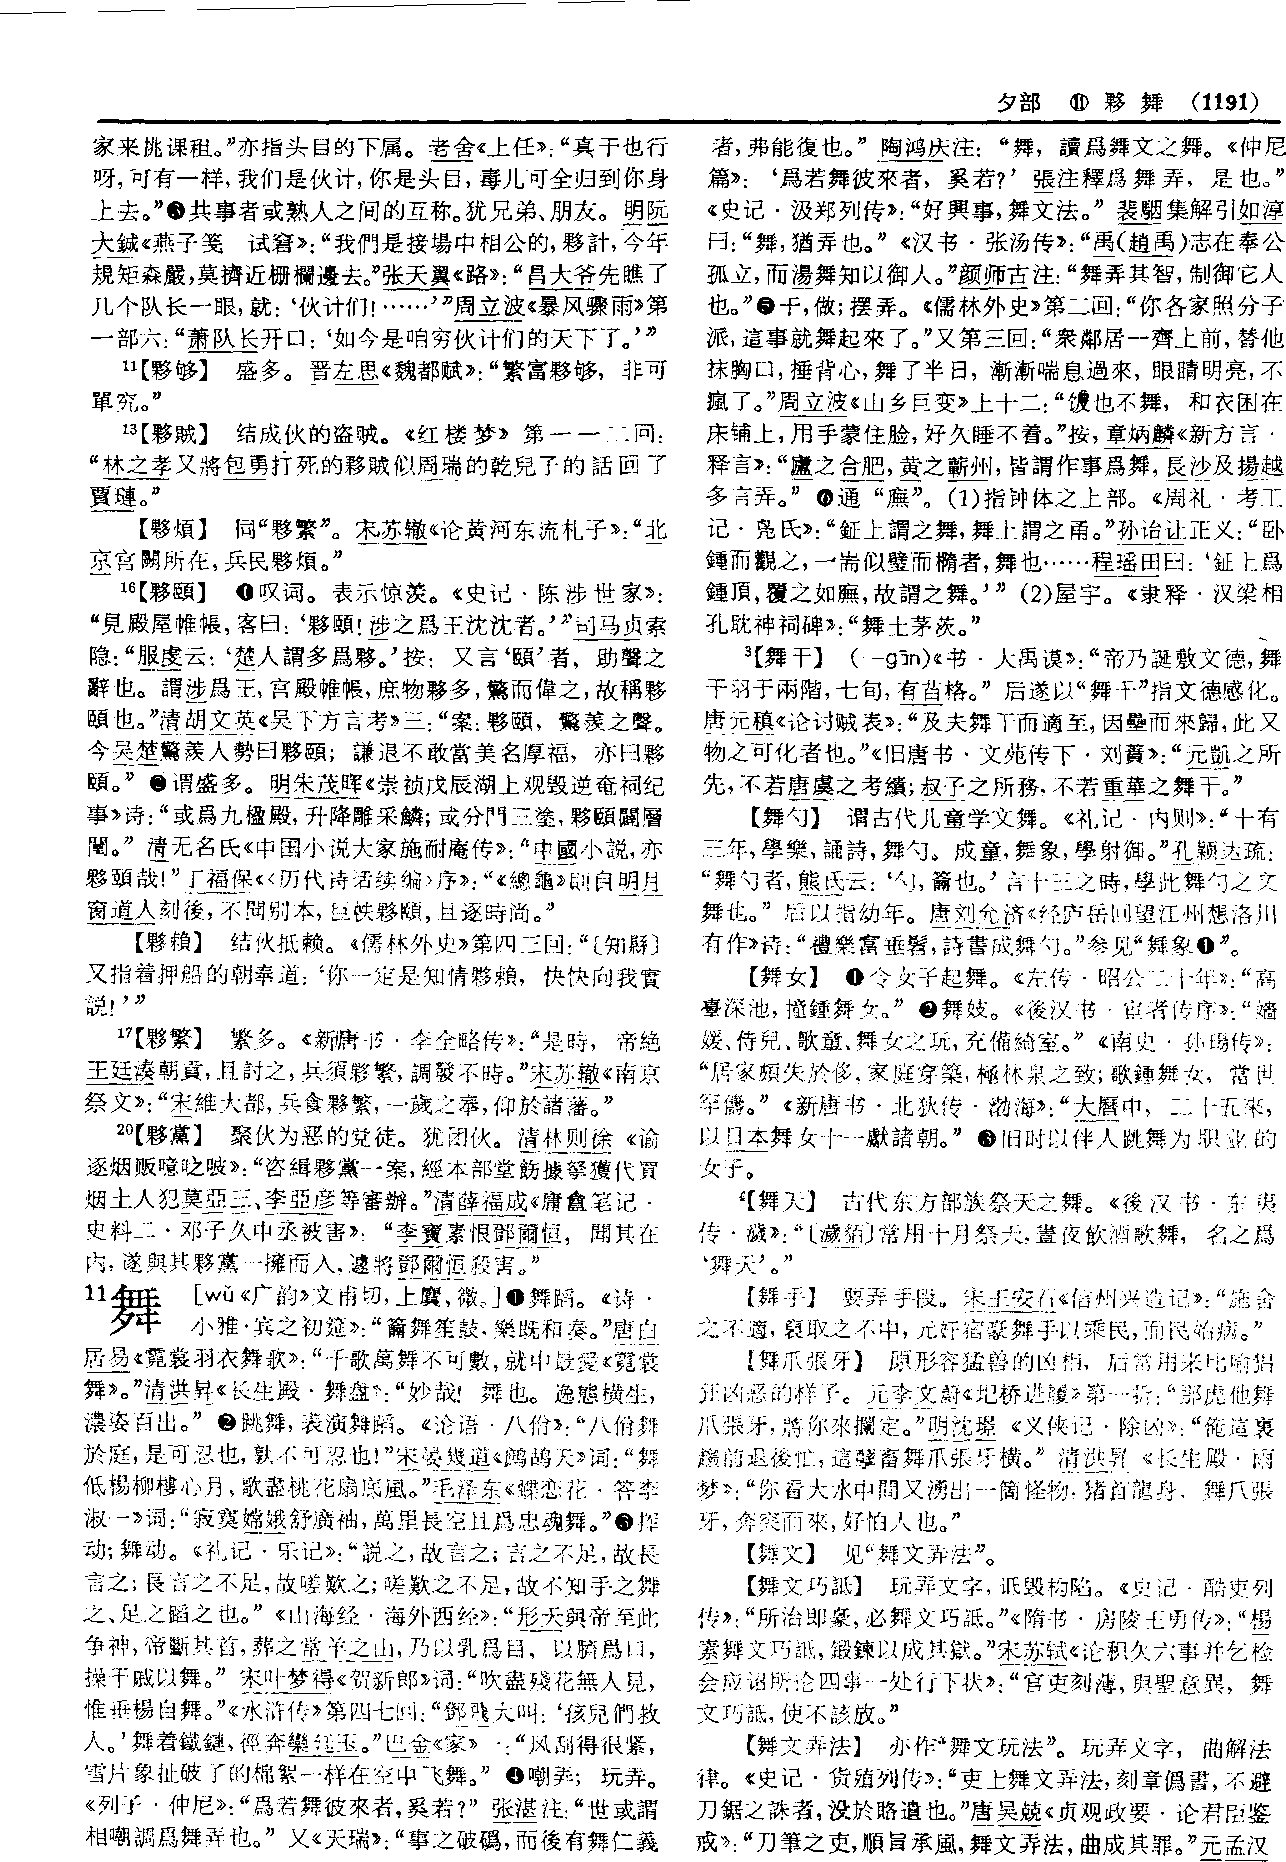 夕部 ⑪ 夥 舞 (1191)
家来挑课租。”亦指头目的下属。老舍《上任》：“真干也行
呀，可有一样，我们是伙计，你是头目，毒儿可全归到你身
上去。”❸共事者或熟人之间的互称。犹兄弟、朋友。明阮
大鋮《燕子笺　试窘》：“我們是接場中相公的，夥計，今年
規矩森嚴，莫擠近栅欄邊去。”张天翼《路》：“昌大爷先瞧了
几个队长一眼，就：‘伙计们！……’”周立波《暴风骤雨》第
一部六：“萧队长开口：‘如今是咱穷伙计们的天下了。’”
11【夥够】　盛多。晋左思《魏都赋》：“繁富夥够，非可
單究。”
13【夥賊】　结成伙的盗贼。《红楼梦》第一一二回：
“林之孝又將包勇打死的夥賊似周瑞的乾兒子的話回了
賈璉。”
【夥煩】　同“夥繁”。宋苏辙《论黄河东流札子》：“北
京宫闕所在，兵民夥煩。”
16【夥頤】　❶叹词。表示惊羡。《史记·陈涉世家》：
“見殿屋帷帳，客曰：‘夥頤！涉之爲王沈沈者。’”司马贞索
隐：“服虔云：‘楚人謂多爲夥。’按：又言‘頤’者，助聲之
辭也。謂涉爲王，宫殿帷帳，庶物夥多，驚而偉之，故稱夥
頤也。”清胡文英《吴下方言考》三：“案：夥頤，驚羡之聲。
今吴楚驚羡人勢曰夥頤；謙退不敢當美名厚福，亦曰夥
頤。”❷谓盛多。明朱茂晖《崇祯戊辰湖上观毁逆奄祠纪
事》诗：“或爲九楹殿，升降雕采麟；或分門三塗，夥頤闢層
闉。”清无名氏《中国小说大家施耐庵传》：“中國小説，亦
夥頤哉！”丁福保《〈历代诗话续编〉序》：“《總龜》則自明月
窗道人刻後，不聞别本，且帙夥頤，且逐時尚。”
【夥賴】　结伙抵赖。《儒林外史》第四三回：“〔知縣〕
又指着押船的朝奉道：‘你一定是知情夥賴，快快向我實
説！’”
17【夥繁】　繁多。《新唐书·李全略传》：“是時，帝絶
王廷湊朝貢，且討之，兵須夥繁，調發不時。”宋苏辙《南京
祭文》：“宋維大都，兵食夥繁，一歲之奉，仰於諸藩。”
20【夥黨】　聚伙为恶的党徒。犹团伙。清林则徐《谕
逐烟贩噫吔》：“咨緝夥黨一案，經本部堂飭據拏獲代買
烟土人犯莫亞三、李亞彦等審辦。”清薛福成《庸盦笔记·
史料二·邓子久中丞被害》：“李寶素恨鄧爾恒，聞其在
内，遂與其夥黨一擁而入，遽將鄧爾恒殺害。”
11舞　[wǔ《广韵》文甫切，上麌，微。]❶舞蹈。《诗·
小雅·宾之初筵》：“籥舞笙鼓，樂既和奏。”唐白
居易《霓裳羽衣舞歌》：“千歌萬舞不可數，就中最愛《霓裳
舞》。”清洪昇《长生殿·舞盘》：“妙哉！舞也。逸態横生，
濃姿百出。”❷跳舞，表演舞蹈。《论语·八佾》：“八佾舞
於庭，是可忍也，孰不可忍也！”宋晏幾道《鹧鸪天》词：“舞
低楊柳樓心月，歌盡桃花扇底風。”毛泽东《蝶恋花·答李
淑一》词：“寂寞嫦娥舒廣袖，萬里長空且爲忠魂舞。”❸挥
动；舞动。《礼记·乐记》：“説之，故言之；言之不足，故長
言之；長言之不足，故嗟歎之；嗟歎之不足，故不知手之舞
之、足之蹈之也。”《山海经·海外西经》：“形天與帝至此
争神，帝斷其首，葬之常羊之山，乃以乳爲目，以臍爲口，
操干戚以舞。”宋叶梦得《贺新郎》词：“吹盡殘花無人見，
惟垂楊自舞。”《水浒传》第四七回：“鄧飛大叫：‘孩兒們救
人。’舞着鐵鏈，徑奔欒廷玉。”巴金《家》一：“风刮得很紧，
雪片象扯破了的棉絮一样在空中飞舞。”❹嘲弄；玩弄。
《列子·仲尼》：“爲若舞彼來者，奚若？”张湛注：“世或謂
相嘲調爲舞弄也。”又《天瑞》：“事之破䃣，而後有舞仁義
者，弗能復也。”陶鸿庆注：“舞，讀爲舞文之舞。《仲尼
篇》：‘爲若舞彼來者，奚若？’張注釋爲舞弄，是也。”
《史记·汲郑列传》：“好興事，舞文法。”裴駰集解引如淳
曰：“舞，猶弄也。”《汉书·张汤传》：“禹(趙禹)志在奉公
孤立，而湯舞知以御人。”颜师古注：“舞弄其智，制御它人
也。”❺干，做；摆弄。《儒林外史》第二回：“你各家照分子
派，這事就舞起來了。”又第三回：“衆鄰居一齊上前，替他
抹胸口，捶背心，舞了半日，漸漸喘息過來，眼睛明亮，不
瘋了。”周立波《山乡巨变》上十二：“馒也不舞，和衣困在
床铺上，用手蒙住脸，好久睡不着。”按，章炳麟《新方言·
释言》：“廬之合肥，黄之蘄州，皆謂作事爲舞，長沙及揚越
多言弄。”❻通“廡”。(1)指钟体之上部。《周礼·考工
记·凫氏》：“鉦上謂之舞，舞上謂之甬。”孙诒让正义：“卧
鍾而觀之，一耑似璧而橢者，舞也……程瑶田曰：‘鉦上爲
鍾頂，覆之如廡，故謂之舞。’”(2)屋宇。《隶释·汉梁相
孔耽神祠碑》：“舞土茅茨。”
3【舞干】　(－gān)《书·大禹谟》：“帝乃誕敷文德，舞
干羽于兩階，七旬，有苗格。”后遂以“舞干”指文德感化。
唐元稹《论讨贼表》：“及夫舞干而適至，因壘而來歸，此又
物之可化者也。”《旧唐书·文苑传下·刘蕡》：“元凱之所
先，不若唐虞之考績；叔子之所務，不若重華之舞干。”
【舞勺】　谓古代儿童学文舞。《礼记·内则》：“十有
三年，學樂，誦詩，舞勺。成童，舞象，學射御。”孔颖达疏：
“舞勺者，熊氏云：‘勺，籥也。’言十三之時，學此舞勺之文
舞也。”后以指幼年。唐刘允济《经庐岳回望江州想洛川
有作》诗：“禮樂富垂髫，詩書成舞勺。”参见“舞象❶”。
【舞女】　❶令女子起舞。《左传·昭公二十年》：“高
臺深池，撞鍾舞女。”❷舞妓。《後汉书·宦者传序》：“嬙
媛、侍兒、歌童、舞女之玩，充備綺室。”《南史·孙瑒传》：
“居家頗失於侈，家庭穿築，極林泉之致；歌鍾舞女，當世
罕儔。”《新唐书·北狄传·渤海》：“大曆中，二十五來，
以日本舞女十一獻諸朝。”❸旧时以伴人跳舞为职业的
女子。
4【舞天】　古代东方部族祭天之舞。《後汉书·东夷
传·濊》：“〔濊貊〕常用十月祭天，晝夜飲酒歌舞，名之爲
‘舞天’。”
【舞手】　耍弄手段。宋王安石《信州兴造记》：“施舍
之不適，裒取之不中，元奸宿豪舞手以乘民，而民始病。”
【舞爪張牙】　原形容猛兽的凶相，后常用来比喻猖
狂凶恶的样子。元李文蔚《圯桥进履》第一折：“那虎他舞
爪張牙，將你來攔定。”明沈璟《义侠记·除凶》：“俺這裏
趨前退後忙，這孽畜舞爪張牙横。”清洪昇《长生殿·雨
梦》：“你看大水中間又湧出一箇怪物，猪首龍身，舞爪張
牙，奔突而來，好怕人也。”
【舞文】　见“舞文弄法”。
【舞文巧詆】　玩弄文字，诋毁构陷。《史记·酷吏列
传》：“所治即豪，必舞文巧詆。”《隋书·房陵王勇传》：“楊
素舞文巧詆，鍛鍊以成其獄。”宋苏轼《论积欠六事并乞检
会应诏所论四事一处行下状》：“官吏刻薄，與聖意異，舞
文巧詆，使不該放。”
【舞文弄法】　亦作“舞文玩法”。玩弄文字，曲解法
律。《史记·货殖列传》：“吏士舞文弄法，刻章僞書，不避
刀鋸之誅者，没於賂遺也。”唐吴兢《贞观政要·论君臣鉴
戒》：“刀筆之吏，順旨承風，舞文弄法，曲成其罪。”元孟汉